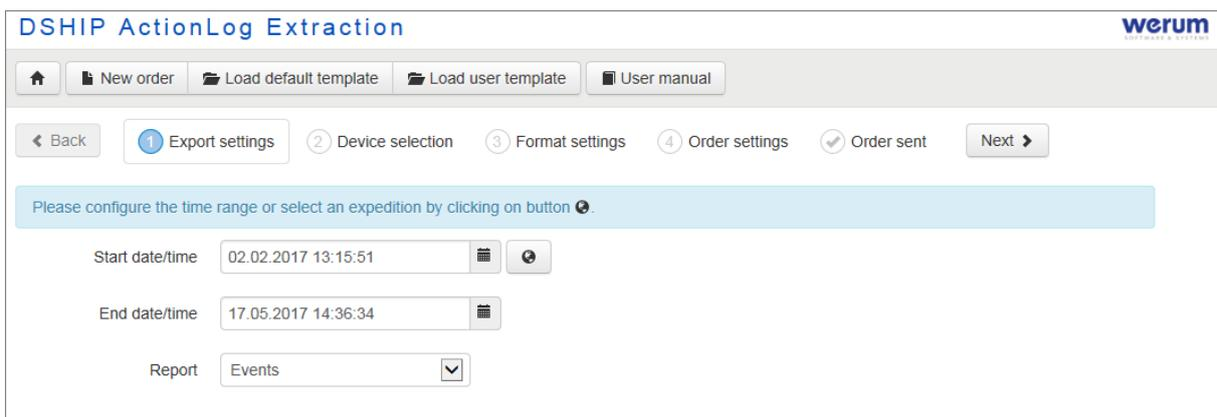 DSHIP ActionLog Extraction
werum
SOFTWARE & SYSTEMS
New order Load default template Load user template User manual
Back 1 Export settings 2 Device selection 3 Format settings 4 Order settings Order sent Next
Please configure the time range or select an expedition by clicking on button .
Start date/time 02.02.2017 13:15:51
End date/time 17.05.2017 14:36:34
Report Events